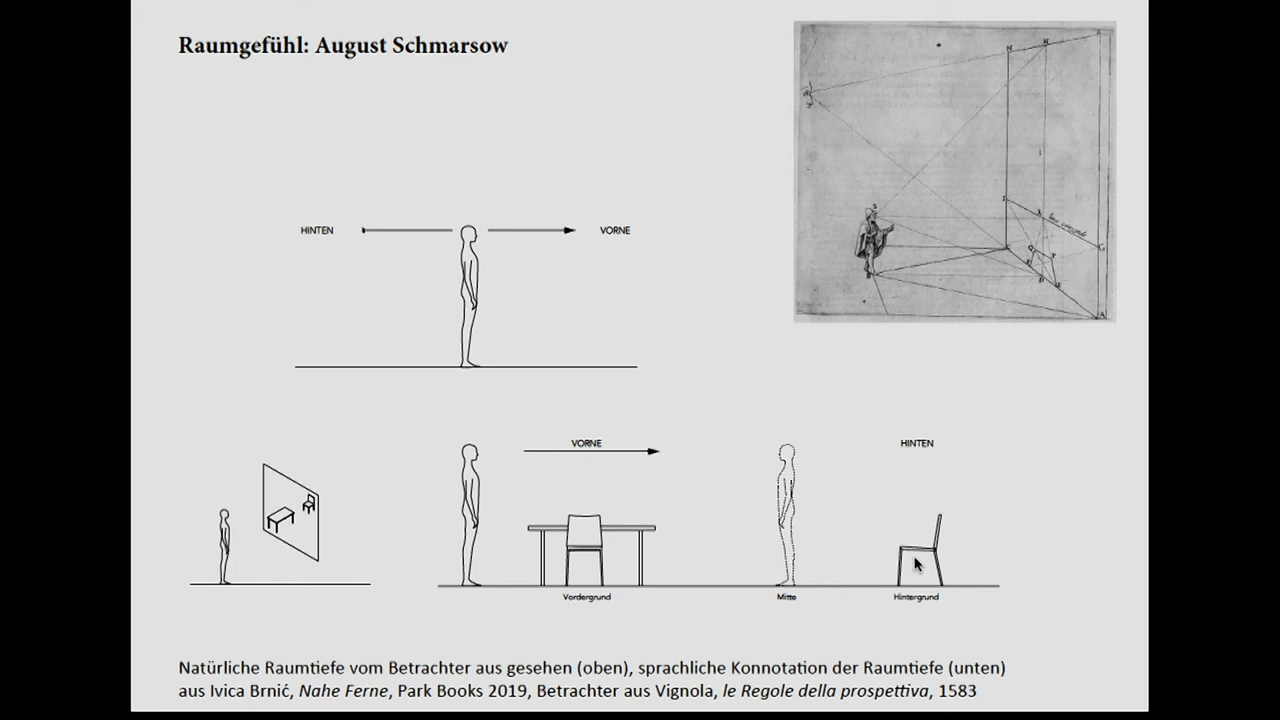 Raumgefühl: August Schmarsow
HINTEN
VORNE
VORNE
HINTEN
Vordergrund
Mitte
Hintergrund
Natürliche Raumtiefe vom Betrachter aus gesehen (oben), sprachliche Konnotation der Raumtiefe (unten)
aus Ivica Brnić, Nahe Ferne, Park Books 2019, Betrachter aus Vignola, le Regole della prospettiva, 1583